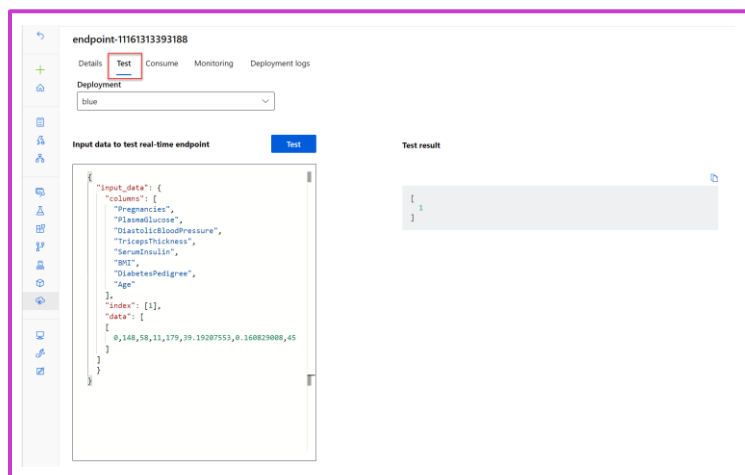 endpoint-11161313393188
Details Test Consume Monitoring Deployment logs
Deployment
blue
Input data to test real-time endpoint Test
{
"input_data": {
"columns": [
"Pregnancies",
"PlasmaGlucose",
"DiastolicBloodPressure",
"TricepsThickness",
"SerumInsulin",
"BMI",
"DiabetesPedigree",
"Age"
],
"index": [1],
"data": [
[
0,148,58,11,179,39.19207553,0.160829008,45
]
]
}
}
Test result
[
1
]